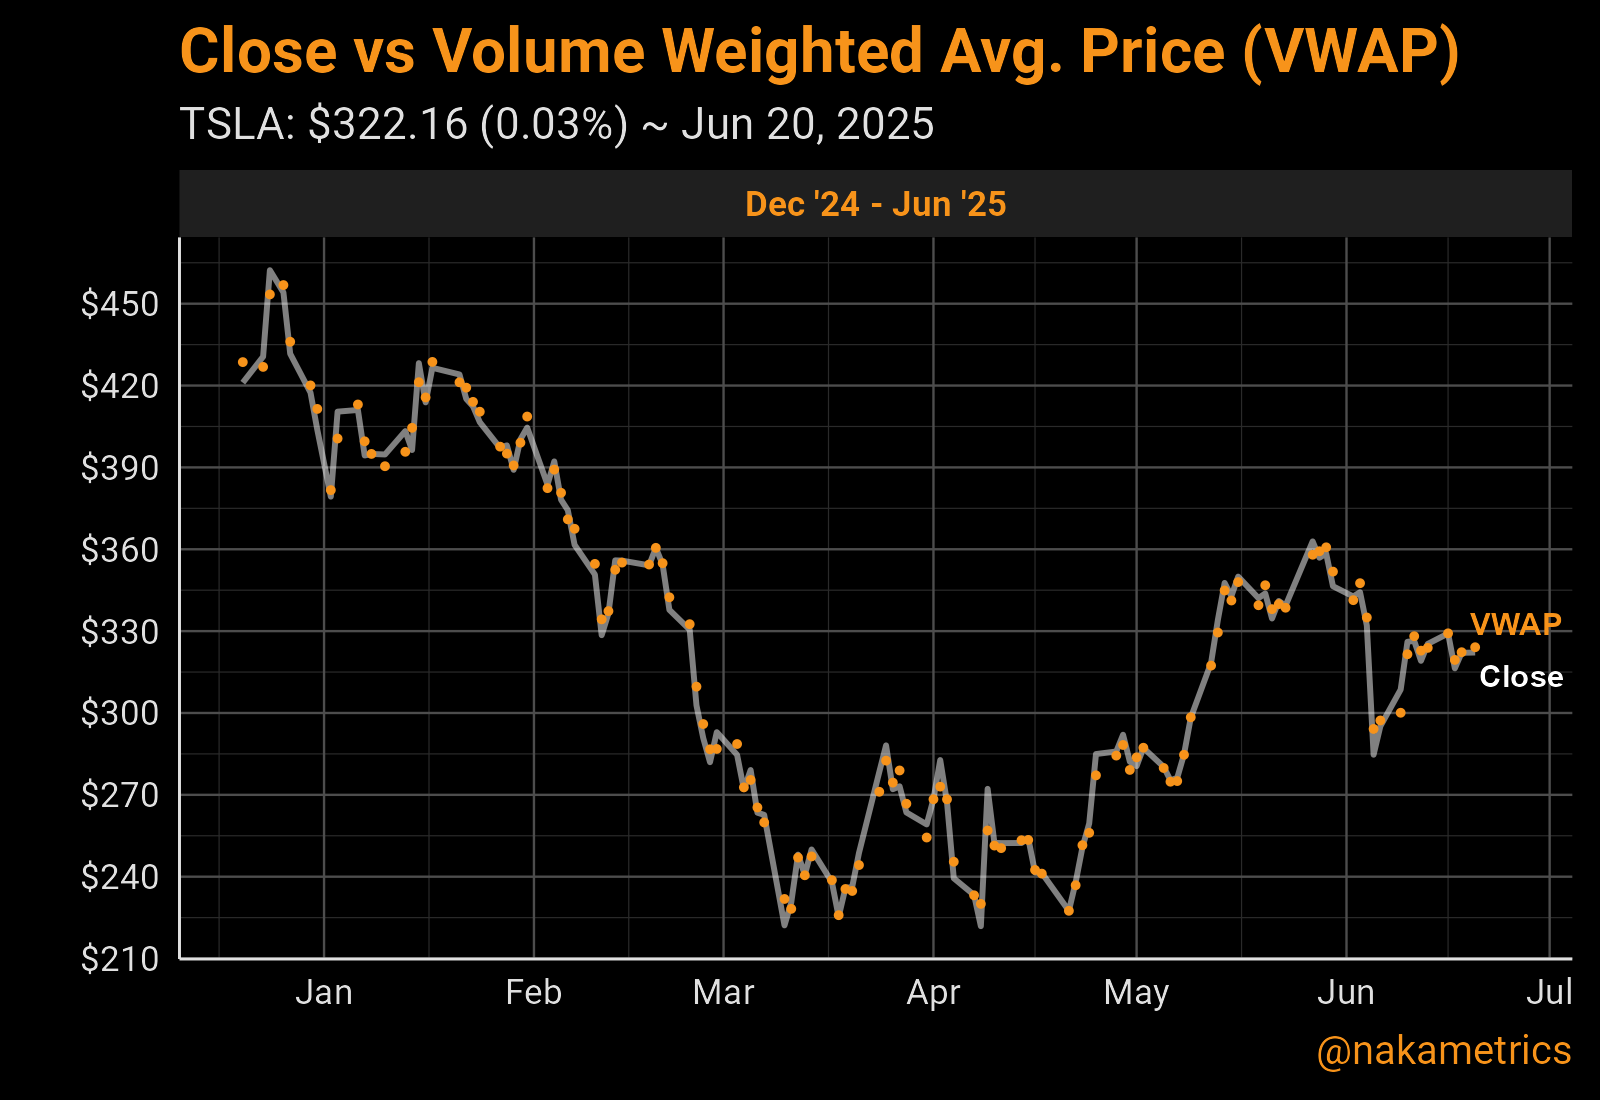 Close vs Volume Weighted Avg. Price (VWAP)
TSLA: $322.16 (0.03%) ~ Jun 20, 2025
Dec '24 - Jun '25
$450
$420
$390
$360
$330
$300
$270
$240
$210
VWAP
Close
Jan Feb Mar Apr May Jun Jul
@nakametrics